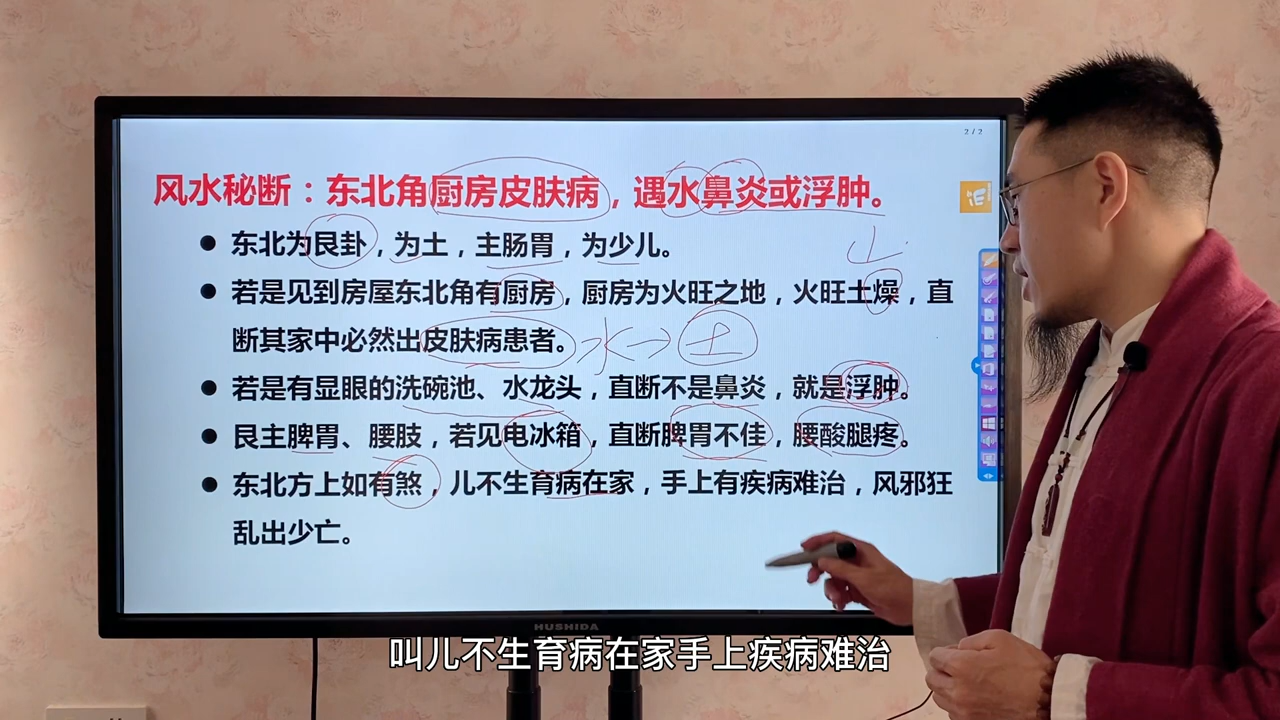 2/2
风水秘断：东北角厨房皮肤病，遇水鼻炎或浮肿。
● 东北为艮卦，为土，主肠胃，为少儿。
山
● 若是见到房屋东北角有厨房，厨房为火旺之地，火旺土燥，直
断其家中必然出皮肤病患者。
水→土
● 若是有显眼的洗碗池、水龙头，直断不是鼻炎，就是浮肿。
● 艮主脾胃、腰肢，若见电冰箱，直断脾胃不佳，腰酸腿疼。
● 东北方上如有煞，儿不生育病在家，手上有疾病难治，风邪狂
乱出少亡。
HUSHIDA
叫儿不生育病在家手上疾病难治